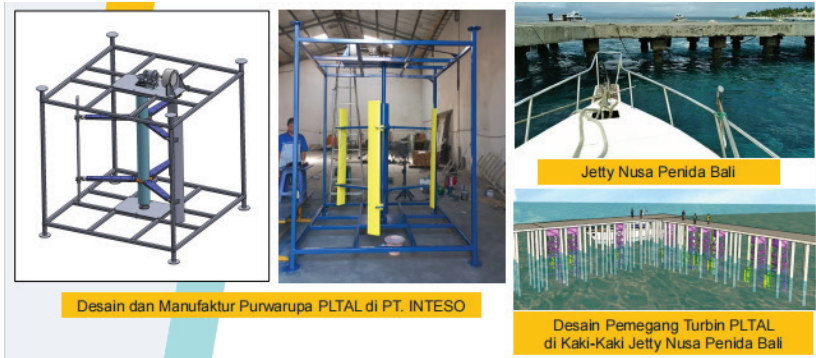 Jetty Nusa Penida Bali
Desain dan Manufaktur Purwarupa PLTAL di PT. INTESO
Desain Pemegang Turbin PLTAL
di Kaki-Kaki Jetty Nusa Penida Bali